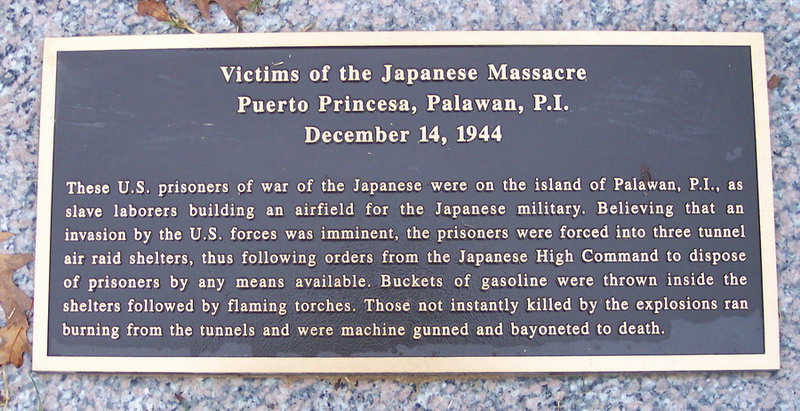 Victims of the Japanese Massacre
Puerto Princesa, Palawan, P.I.
December 14, 1944
These U.S. prisoners of war of the Japanese were on the island of Palawan, P.I., as
slave laborers building an airfield for the Japanese military. Believing that an
invasion by the U.S. forces was imminent, the prisoners were forced into three tunnel
air raid shelters, thus following orders from the Japanese High Command to dispose
of prisoners by any means available. Buckets of gasoline were thrown inside the
shelters followed by flaming torches. Those not instantly killed by the explosions ran
burning from the tunnels and were machine gunned and bayoneted to death.